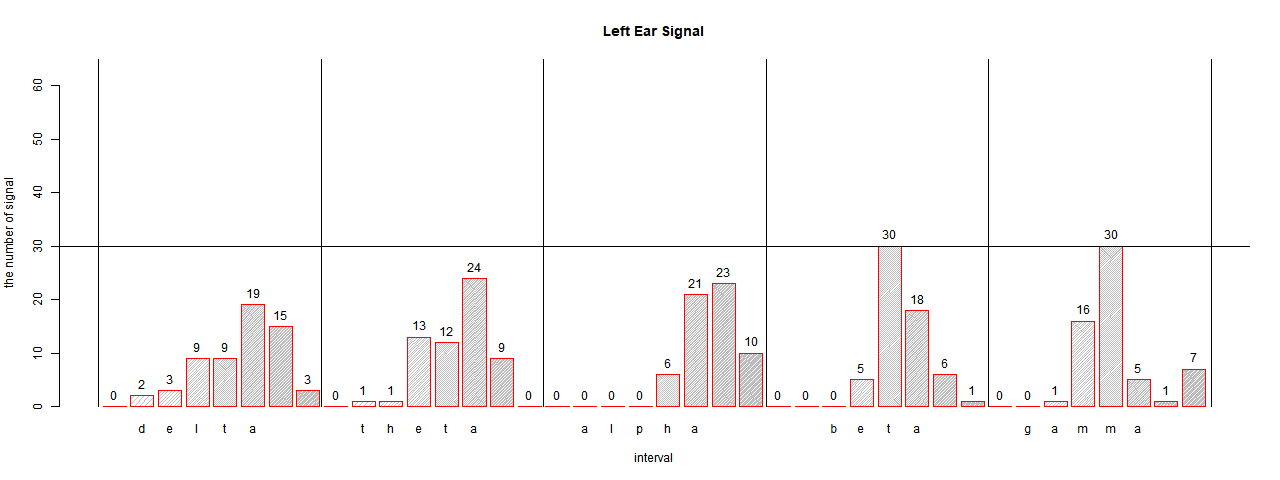 Left Ear Signal
the number of signal
60
50
40
30
20
10
0
0 2 3 9 9 19 15 3
0 1 1 13 12 24 9 0
0 0 0 0 6 21 23 10
0 0 0 5 30 18 6 1
0 0 1 16 30 5 1 7
d e l t a
t h e t a
a l p h a
b e t a
g a m m a
interval